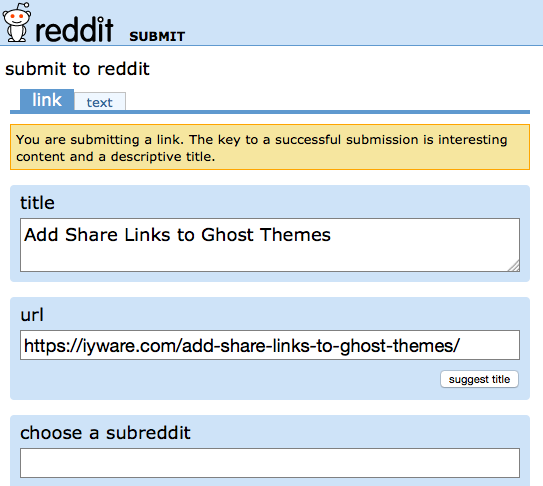 reddit SUBMIT
submit to reddit
link text
You are submitting a link. The key to a successful submission is interesting
content and a descriptive title.
title
Add Share Links to Ghost Themes
url
https://iyware.com/add-share-links-to-ghost-themes/
suggest title
choose a subreddit